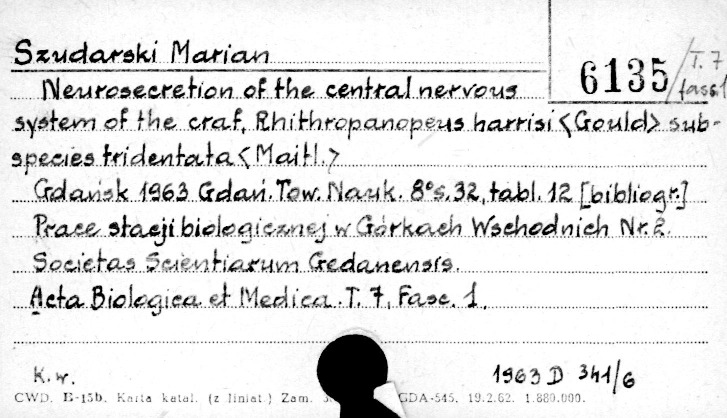 Szudarski Marian
6135 / T. 7 fasc 1
Neurosecretion of the central nervous
system of the craf, Rhithropanopeus harrisi <Gould> sub-
species tridentata <Maitl.>
Gdańsk 1963 Gdań. Tow. Nauk. 8° s. 32, tabl. 12 [bibliogr.]
Prace stacji biologicznej w Górkach Wschodnich Nr. 2.
Societas Scientiarum Gedanensis.
Acta Biologica et Medica. T. 7, Fasc. 1.
K. w. 1963 D 341/6
CWD. B-15b. Karta katal. (z liniat.) Zam. GDA-545. 19.2.62. 1.880.000.